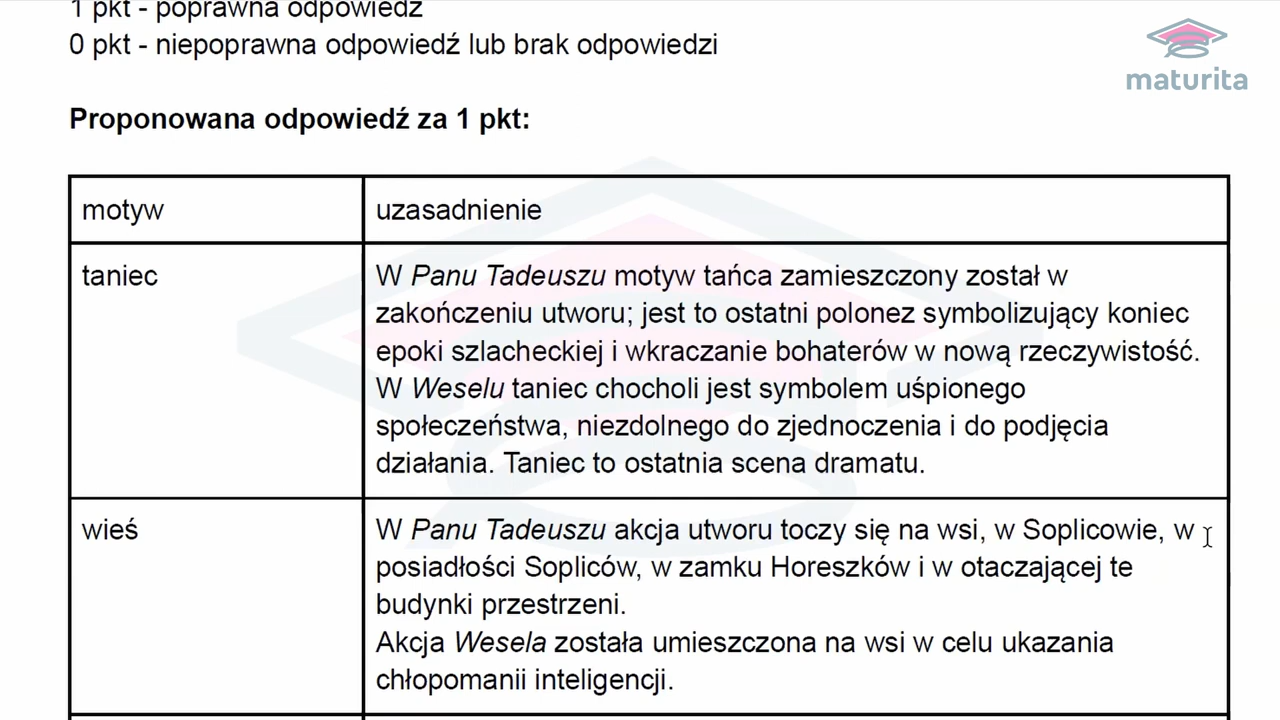 1 pkt - poprawna odpowiedź
0 pkt - niepoprawna odpowiedź lub brak odpowiedzi
maturita
Proponowana odpowiedź za 1 pkt:
motyw
uzasadnienie
taniec
W Panu Tadeuszu motyw tańca zamieszczony został w
zakończeniu utworu; jest to ostatni polonez symbolizujący koniec
epoki szlacheckiej i wkraczanie bohaterów w nową rzeczywistość.
W Weselu taniec chocholi jest symbolem uśpionego
społeczeństwa, niezdolnego do zjednoczenia i do podjęcia
działania. Taniec to ostatnia scena dramatu.
wieś
W Panu Tadeuszu akcja utworu toczy się na wsi, w Soplicowie, w
posiadłości Sopliców, w zamku Horeszków i w otaczającej te
budynki przestrzeni.
Akcja Wesela została umieszczona na wsi w celu ukazania
chłopomanii inteligencji.